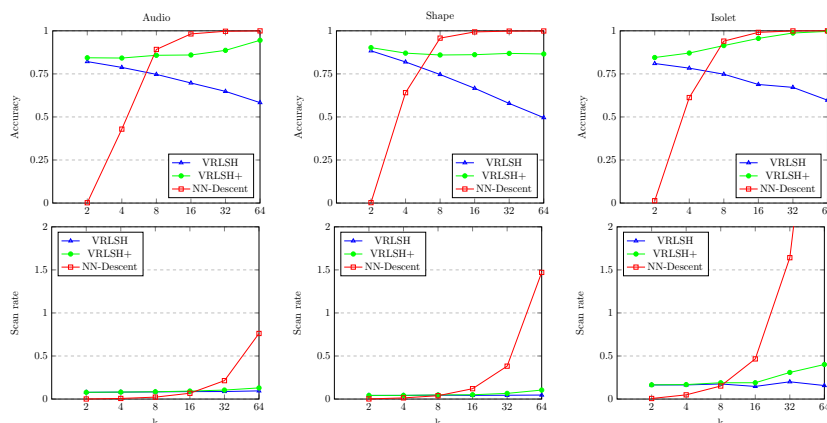 Audio
Shape
Isolet
1
0.75
0.5
0.25
0
Accuracy
2 4 8 16 32 64
VRLSH
VRLSH+
NN-Descent
1
0.75
0.5
0.25
0
Accuracy
2 4 8 16 32 64
VRLSH
VRLSH+
NN-Descent
1
0.75
0.5
0.25
0
Accuracy
2 4 8 16 32 64
VRLSH
VRLSH+
NN-Descent
2
1.5
1
0.5
0
Scan rate
2 4 8 16 32 64
VRLSH
VRLSH+
NN-Descent
2
1.5
1
0.5
0
Scan rate
2 4 8 16 32 64
VRLSH
VRLSH+
NN-Descent
2
1.5
1
0.5
0
Scan rate
2 4 8 16 32 64
VRLSH
VRLSH+
NN-Descent